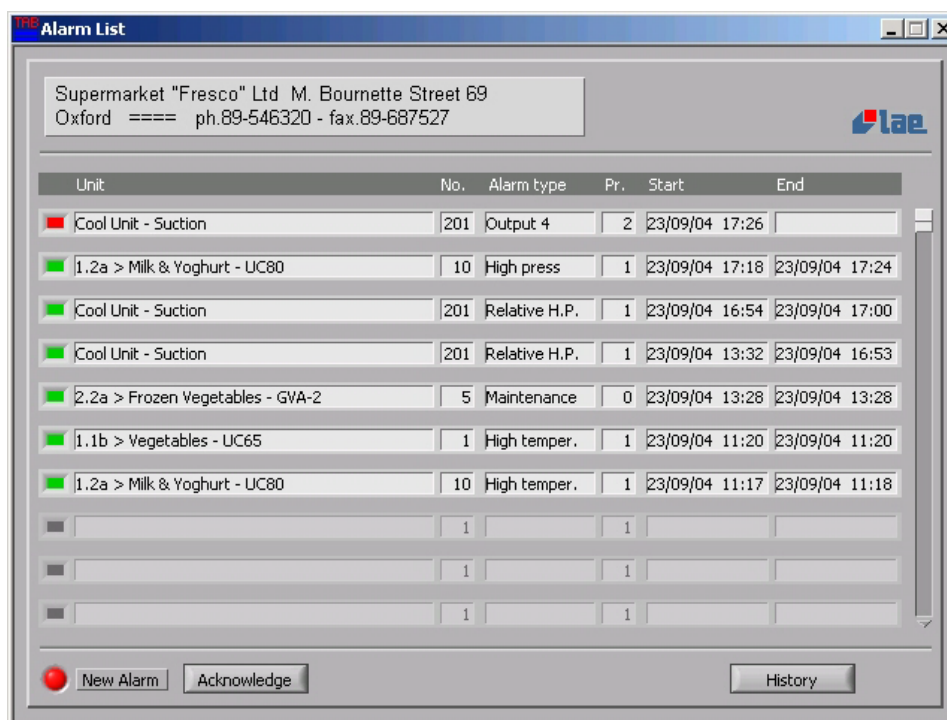 TAB Alarm List
Supermarket "Fresco" Ltd M. Bournette Street 69
Oxford ==== ph.89-546320 - fax.89-687527
lae
Unit No. Alarm type Pr. Start End
Cool Unit - Suction 201 Output 4 2 23/09/04 17:26
1.2a > Milk & Yoghurt - UC80 10 High press 1 23/09/04 17:18 23/09/04 17:24
Cool Unit - Suction 201 Relative H.P. 1 23/09/04 16:54 23/09/04 17:00
Cool Unit - Suction 201 Relative H.P. 1 23/09/04 13:32 23/09/04 16:53
2.2a > Frozen Vegetables - GVA-2 5 Maintenance 0 23/09/04 13:28 23/09/04 13:28
1.1b > Vegetables - UC65 1 High temper. 1 23/09/04 11:20 23/09/04 11:20
1.2a > Milk & Yoghurt - UC80 10 High temper. 1 23/09/04 11:17 23/09/04 11:18
1 1
1 1
1 1
New Alarm Acknowledge History